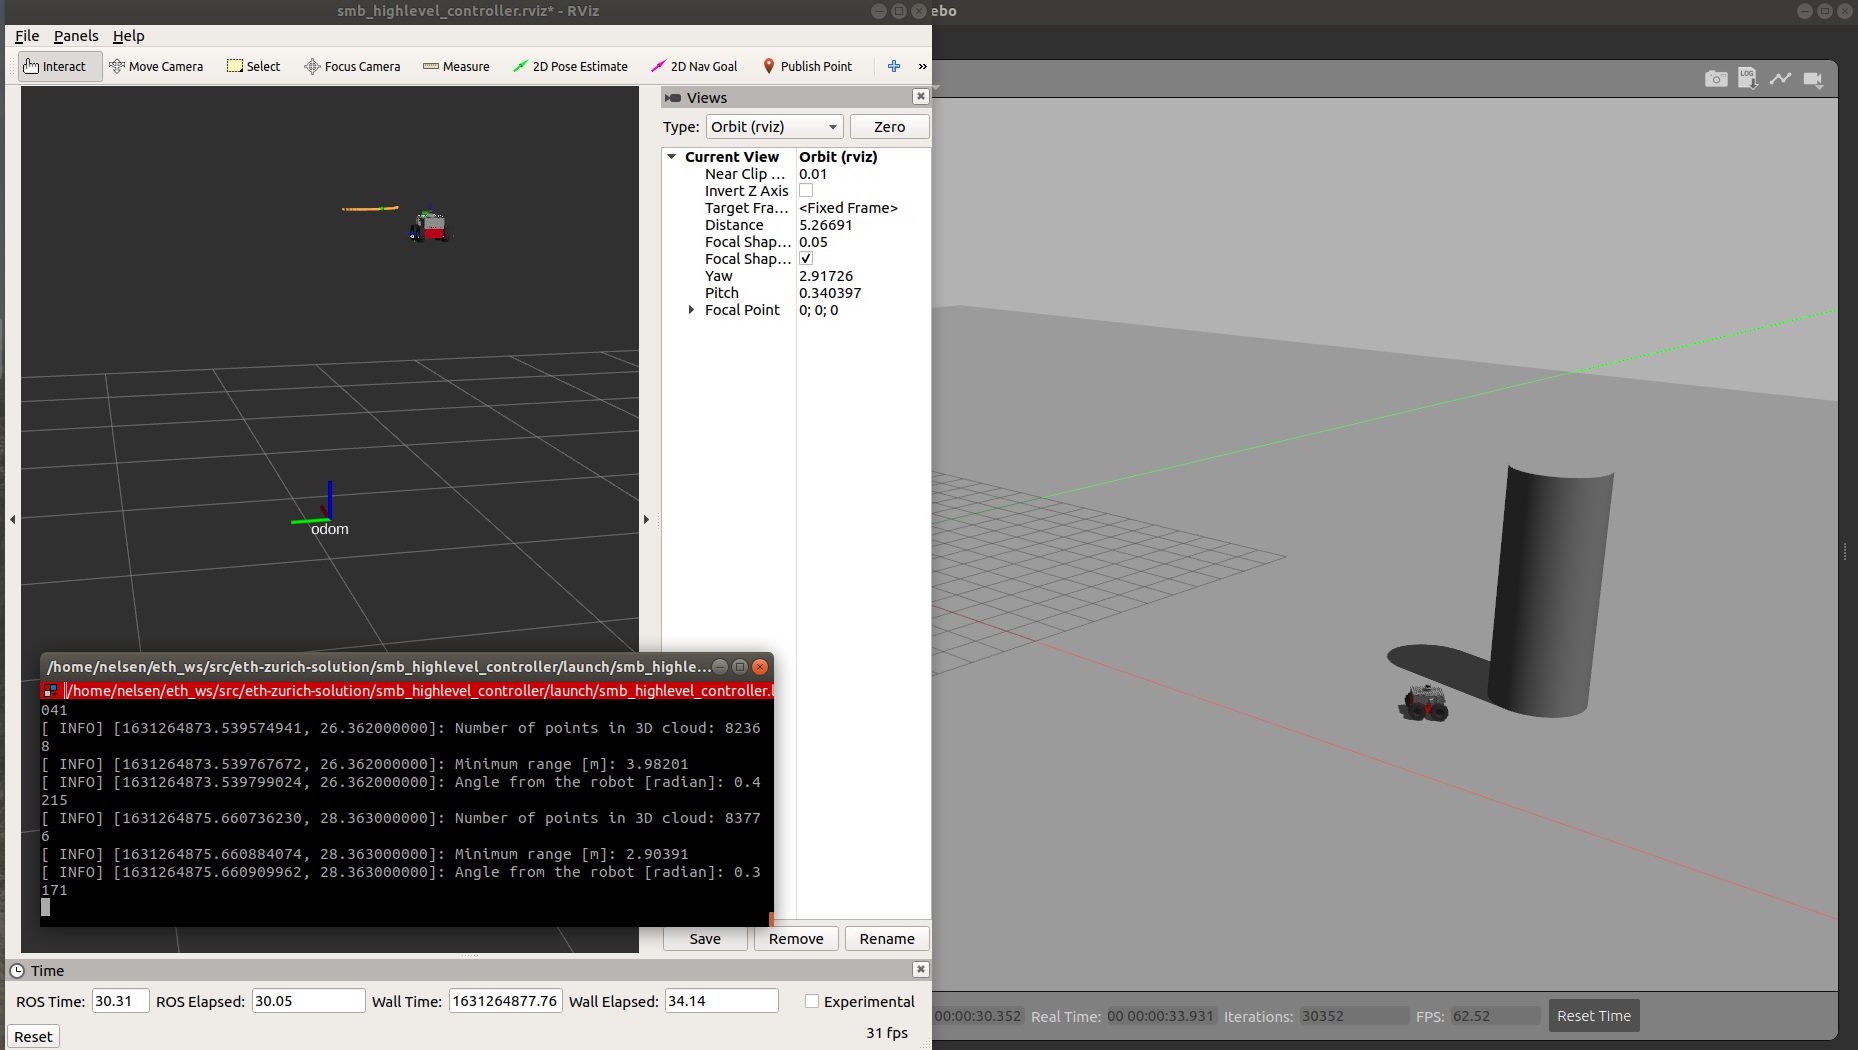 smb_highlevel_controller.rviz* - RViz
ebo
File Panels Help
Interact Move Camera Select Focus Camera Measure 2D Pose Estimate 2D Nav Goal Publish Point »
LOG
Views
Type: Orbit (rviz) Zero
Current View Orbit (rviz)
Near Clip ... 0.01
Invert Z Axis
Target Fra... <Fixed Frame>
Distance 5.26691
Focal Shap... 0.05
Focal Shap... ✓
Yaw 2.91726
Pitch 0.340397
Focal Point 0; 0; 0
odom
/home/nelsen/eth_ws/src/eth-zurich-solution/smb_highlevel_controller/launch/smb_highle...
/home/nelsen/eth_ws/src/eth-zurich-solution/smb_highlevel_controller/launch/smb_highlevel_controller.l
041
[ INFO] [1631264873.539574941, 26.362000000]: Number of points in 3D cloud: 8236
8
[ INFO] [1631264873.539767672, 26.362000000]: Minimum range [m]: 3.98201
[ INFO] [1631264873.539799024, 26.362000000]: Angle from the robot [radian]: 0.4
215
[ INFO] [1631264875.660736230, 28.363000000]: Number of points in 3D cloud: 8377
6
[ INFO] [1631264875.660884074, 28.363000000]: Minimum range [m]: 2.90391
[ INFO] [1631264875.660909962, 28.363000000]: Angle from the robot [radian]: 0.3
171
Save Remove Rename
Time
ROS Time: 30.31 ROS Elapsed: 30.05 Wall Time: 1631264877.76 Wall Elapsed: 34.14 Experimental
Reset 31 fps
00:00:30.352 Real Time: 00 00:00:33.931 Iterations: 30352 FPS: 62.52 Reset Time